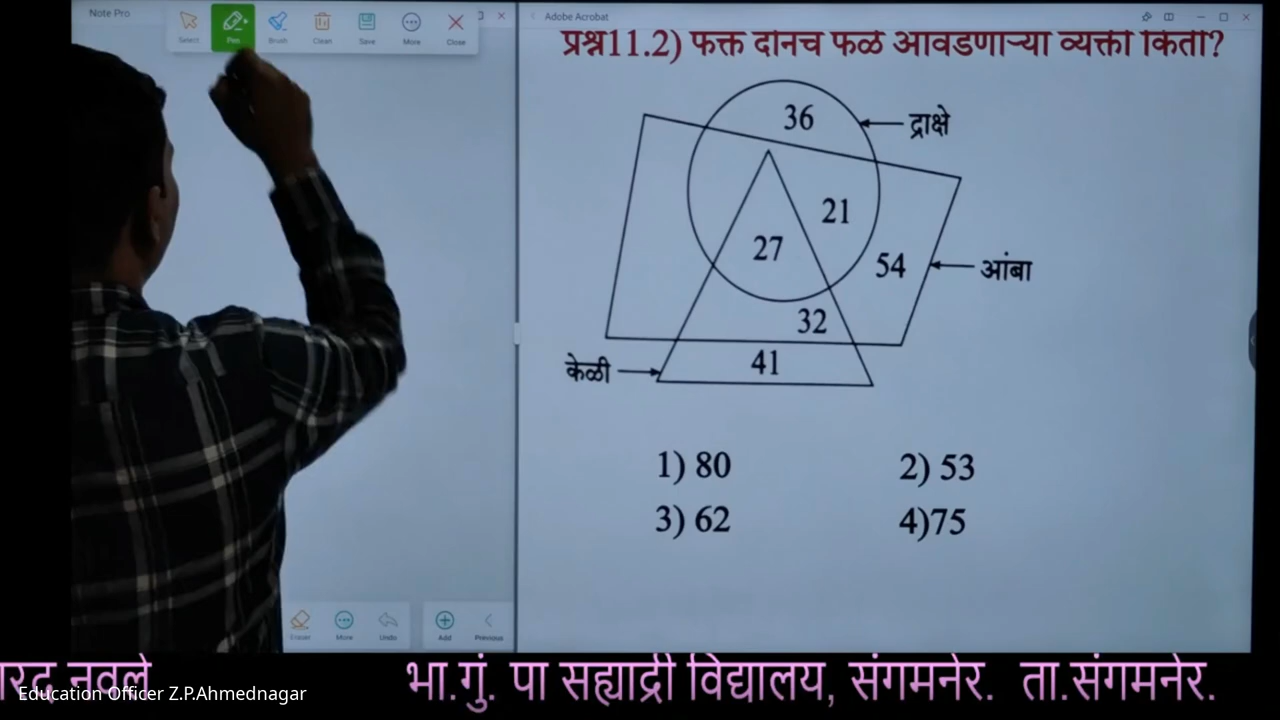 Note Pro
Select
Pen
Brush
Clean
Save
More
Close
Adobe Acrobat
प्रश्न11.2) फक्त दोनच फळे आवडणाऱ्या व्यक्ती किती?
36
द्राक्षे
21
27
54
आंबा
32
41
केळी
1) 80
2) 53
3) 62
4)75
Eraser
More
Undo
Add
Previous
रद नवले
भा.गुं. पा सह्याद्री विद्यालय, संगमनेर. ता.संगमनेर.
Education Officer Z.P.Ahmednagar